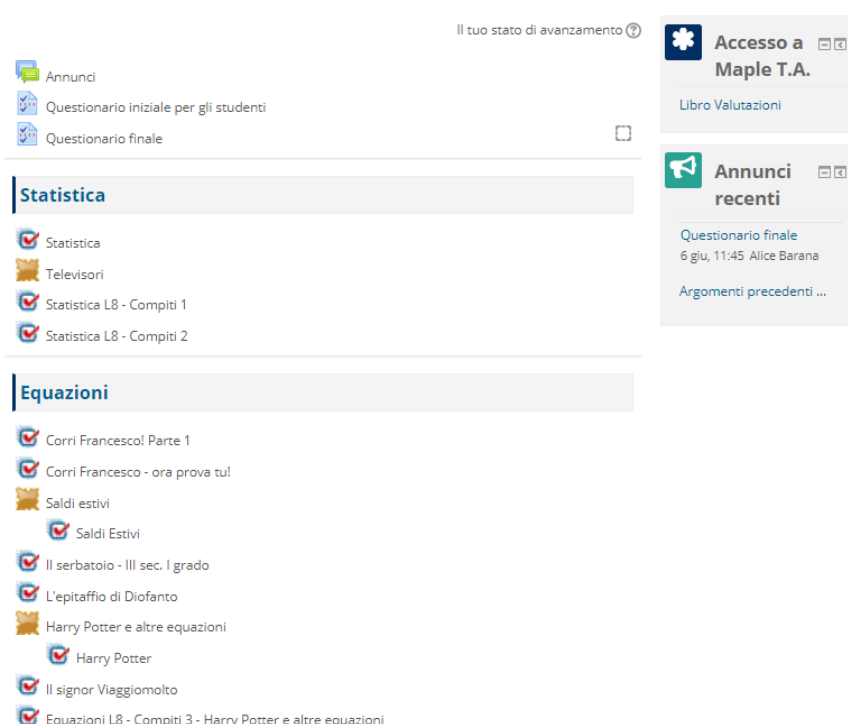 Il tuo stato di avanzamento
Annunci
Questionario iniziale per gli studenti
Questionario finale
Statistica
Statistica
Televisori
Statistica L8 - Compiti 1
Statistica L8 - Compiti 2
Equazioni
Corri Francesco! Parte 1
Corri Francesco - ora prova tu!
Saldi estivi
Saldi Estivi
Il serbatoio - III sec. I grado
L'epitaffio di Diofanto
Harry Potter e altre equazioni
Harry Potter
Il signor Viaggiomolto
Equazioni L8 - Compiti 3 - Harry Potter e altre equazioni
Accesso a
Maple T.A.
Libro Valutazioni
Annunci
recenti
Questionario finale
6 giu, 11:45 Alice Barana
Argomenti precedenti ...